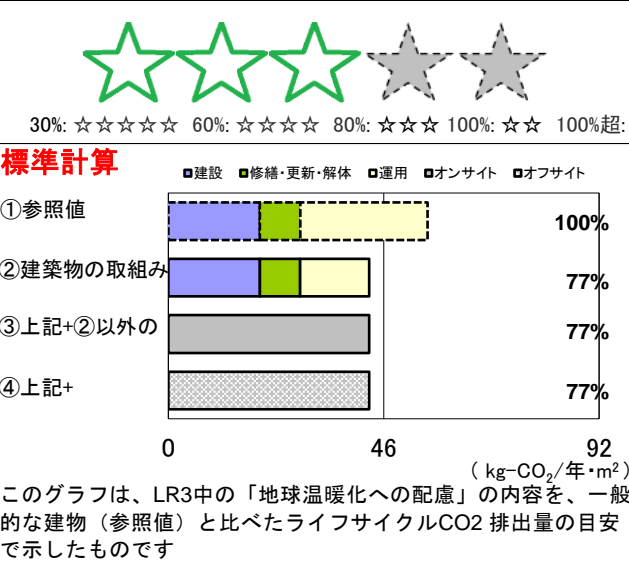 30%: ☆☆☆☆☆ 60%: ☆☆☆☆ 80%: ☆☆☆ 100%: ☆☆ 100%超:
標準計算
■建設 ■修繕・更新・解体 ■運用 ■オンサイト ■オフサイト
①参照値 100%
②建築物の取組み 77%
③上記+②以外の 77%
④上記+ 77%
0 46 92
( kg-CO₂/年・m²)
このグラフは、LR3中の「地球温暖化への配慮」の内容を、一般
的な建物（参照値）と比べたライフサイクルCO2 排出量の目安
で示したものです